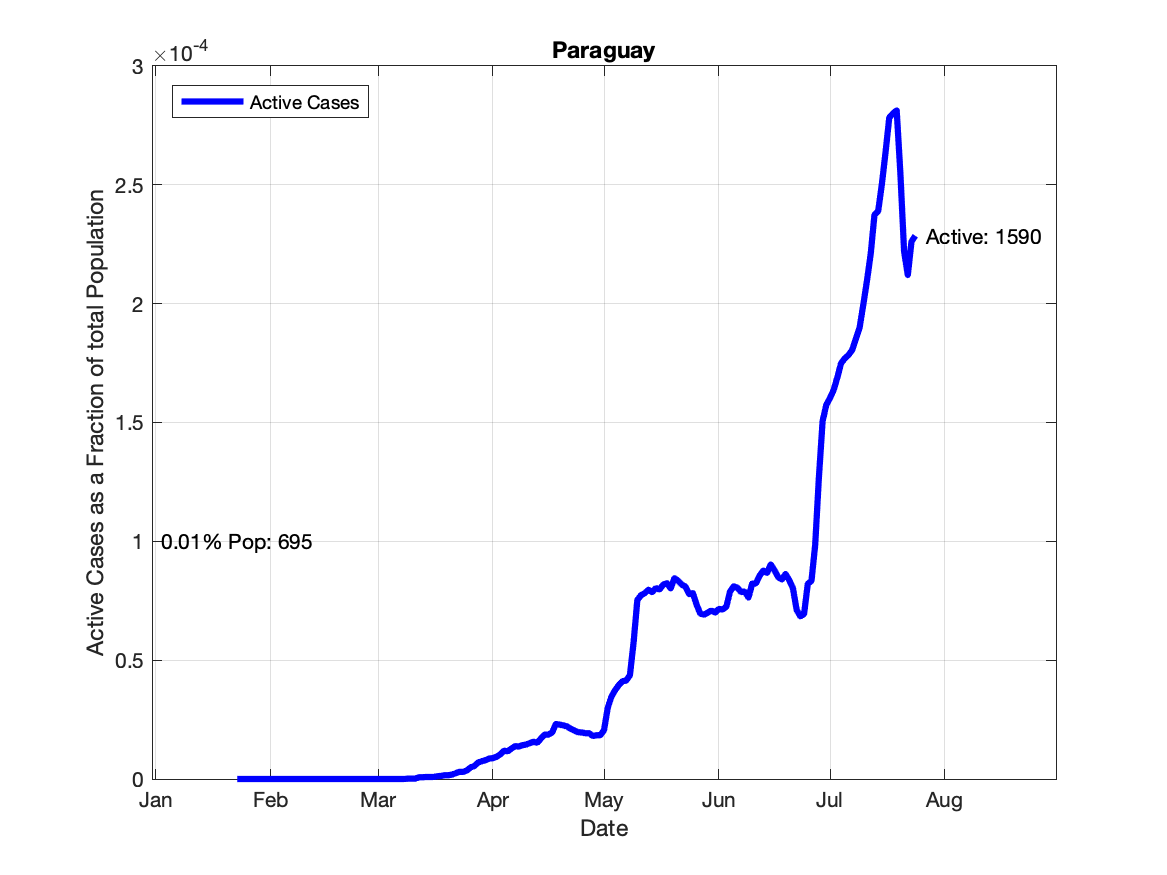 Paraguay
×10⁻⁴
3
2.5
2
1.5
1
0.5
0
Active Cases
Active: 1590
0.01% Pop: 695
Active Cases as a Fraction of total Population
Jan Feb Mar Apr May Jun Jul Aug
Date